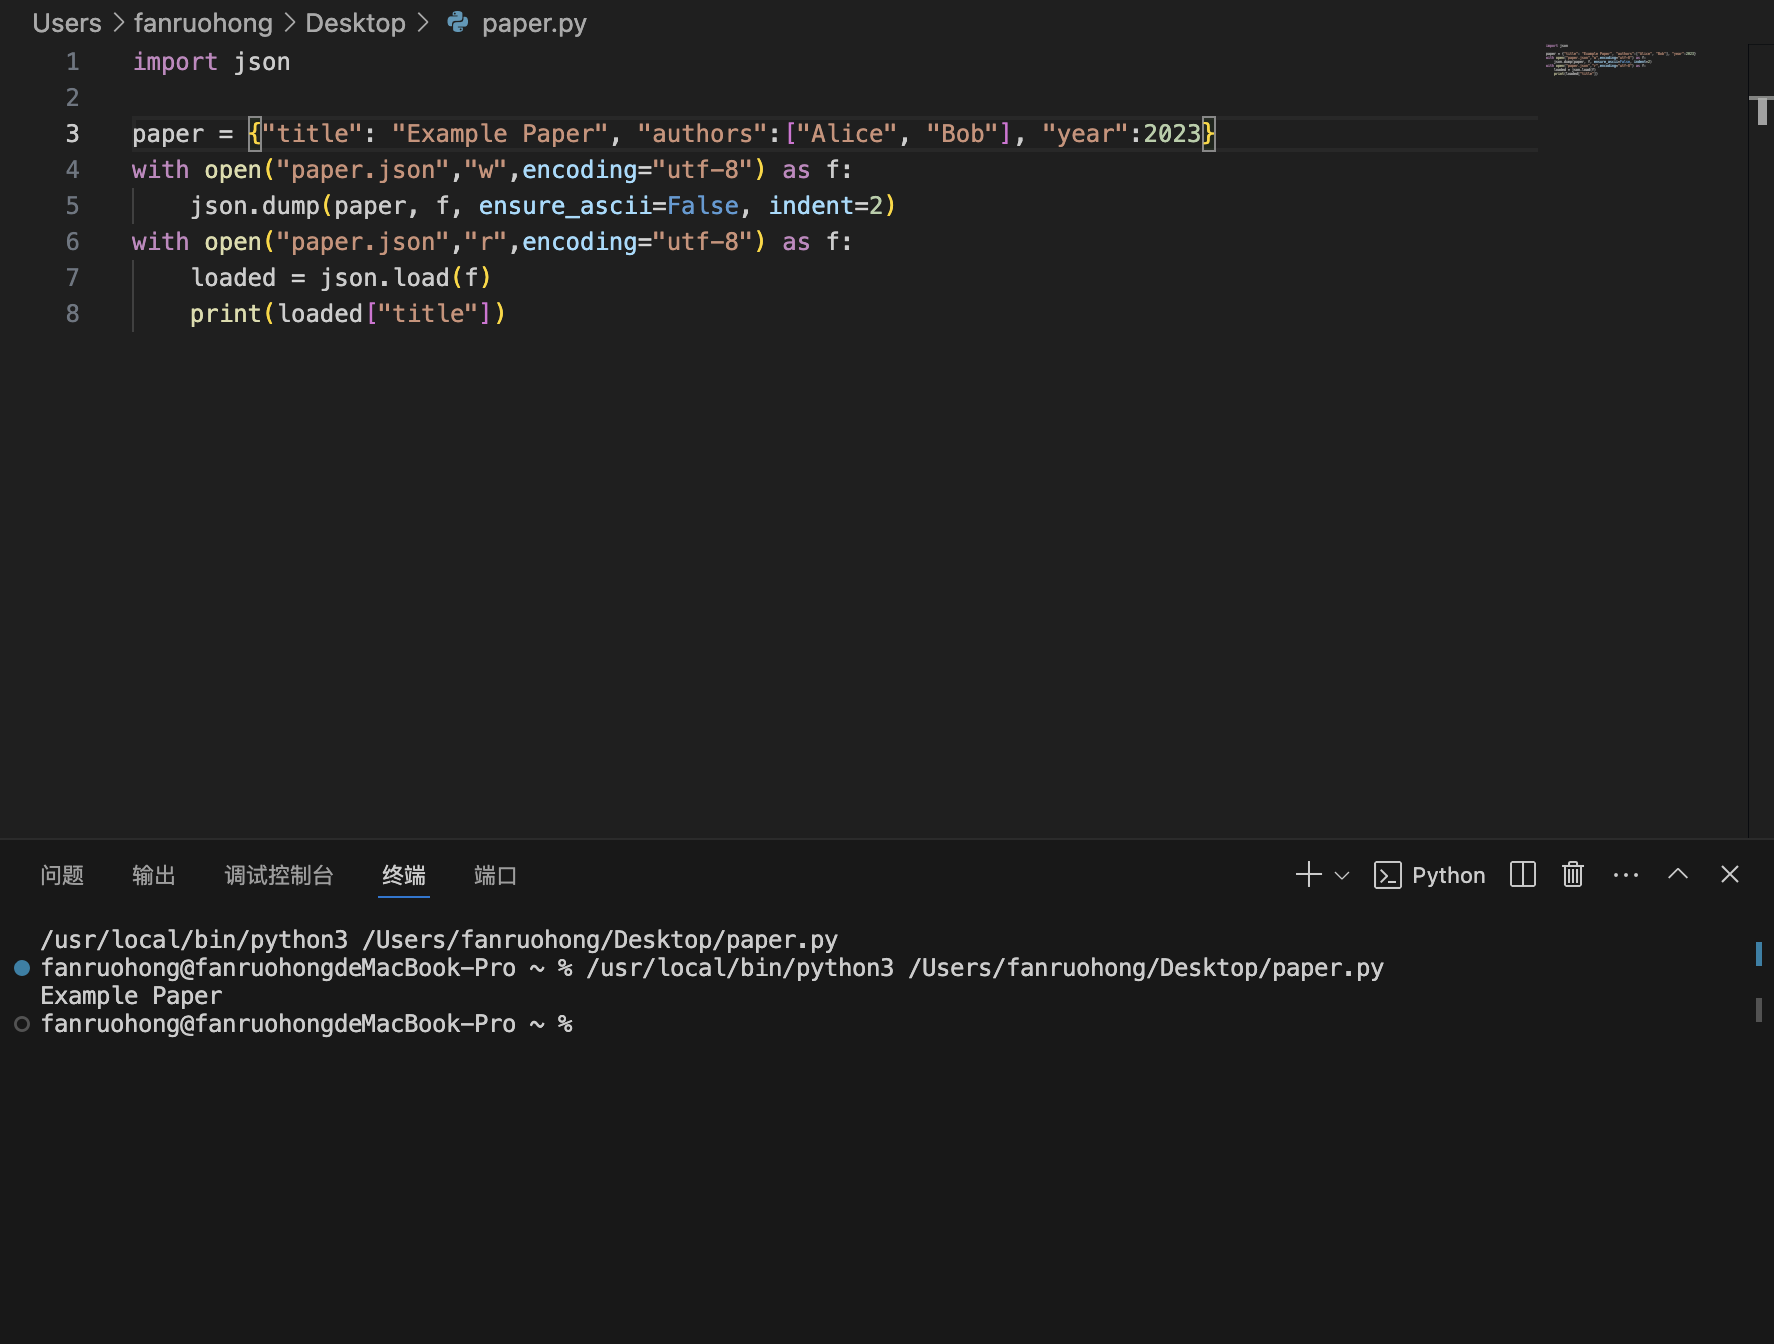 Users > fanruohong > Desktop > paper.py
1 import json
2
3 paper = {"title": "Example Paper", "authors":["Alice", "Bob"], "year":2023}
4 with open("paper.json","w",encoding="utf-8") as f:
5     json.dump(paper, f, ensure_ascii=False, indent=2)
6 with open("paper.json","r",encoding="utf-8") as f:
7     loaded = json.load(f)
8     print(loaded["title"])
问题 输出 调试控制台 终端 端口 Python
/usr/local/bin/python3 /Users/fanruohong/Desktop/paper.py
fanruohong@fanruohongdeMacBook-Pro ~ % /usr/local/bin/python3 /Users/fanruohong/Desktop/paper.py
Example Paper
fanruohong@fanruohongdeMacBook-Pro ~ %